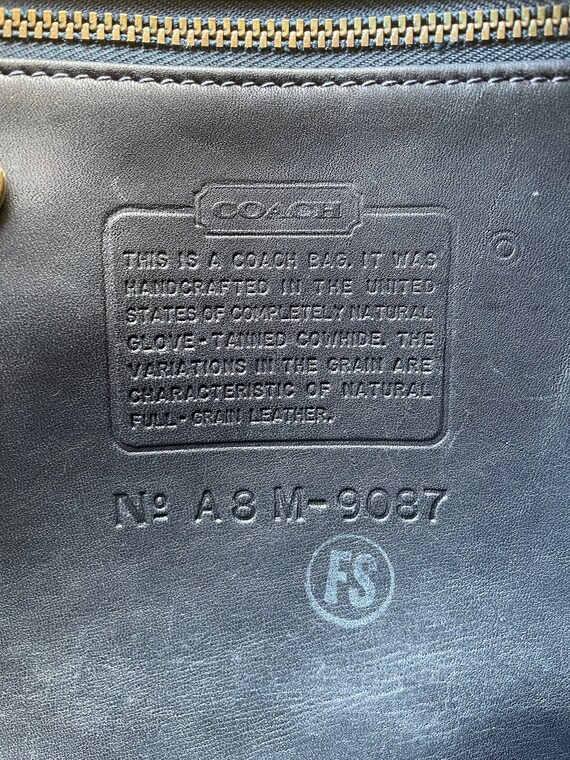 COACH
THIS IS A COACH BAG. IT WAS
HANDCRAFTED IN THE UNITED
STATES OF COMPLETELY NATURAL
GLOVE-TANNED COWHIDE. THE
VARIATIONS IN THE GRAIN ARE
CHARACTERISTIC OF NATURAL
FULL-GRAIN LEATHER.
Nº A8M-9087
FS